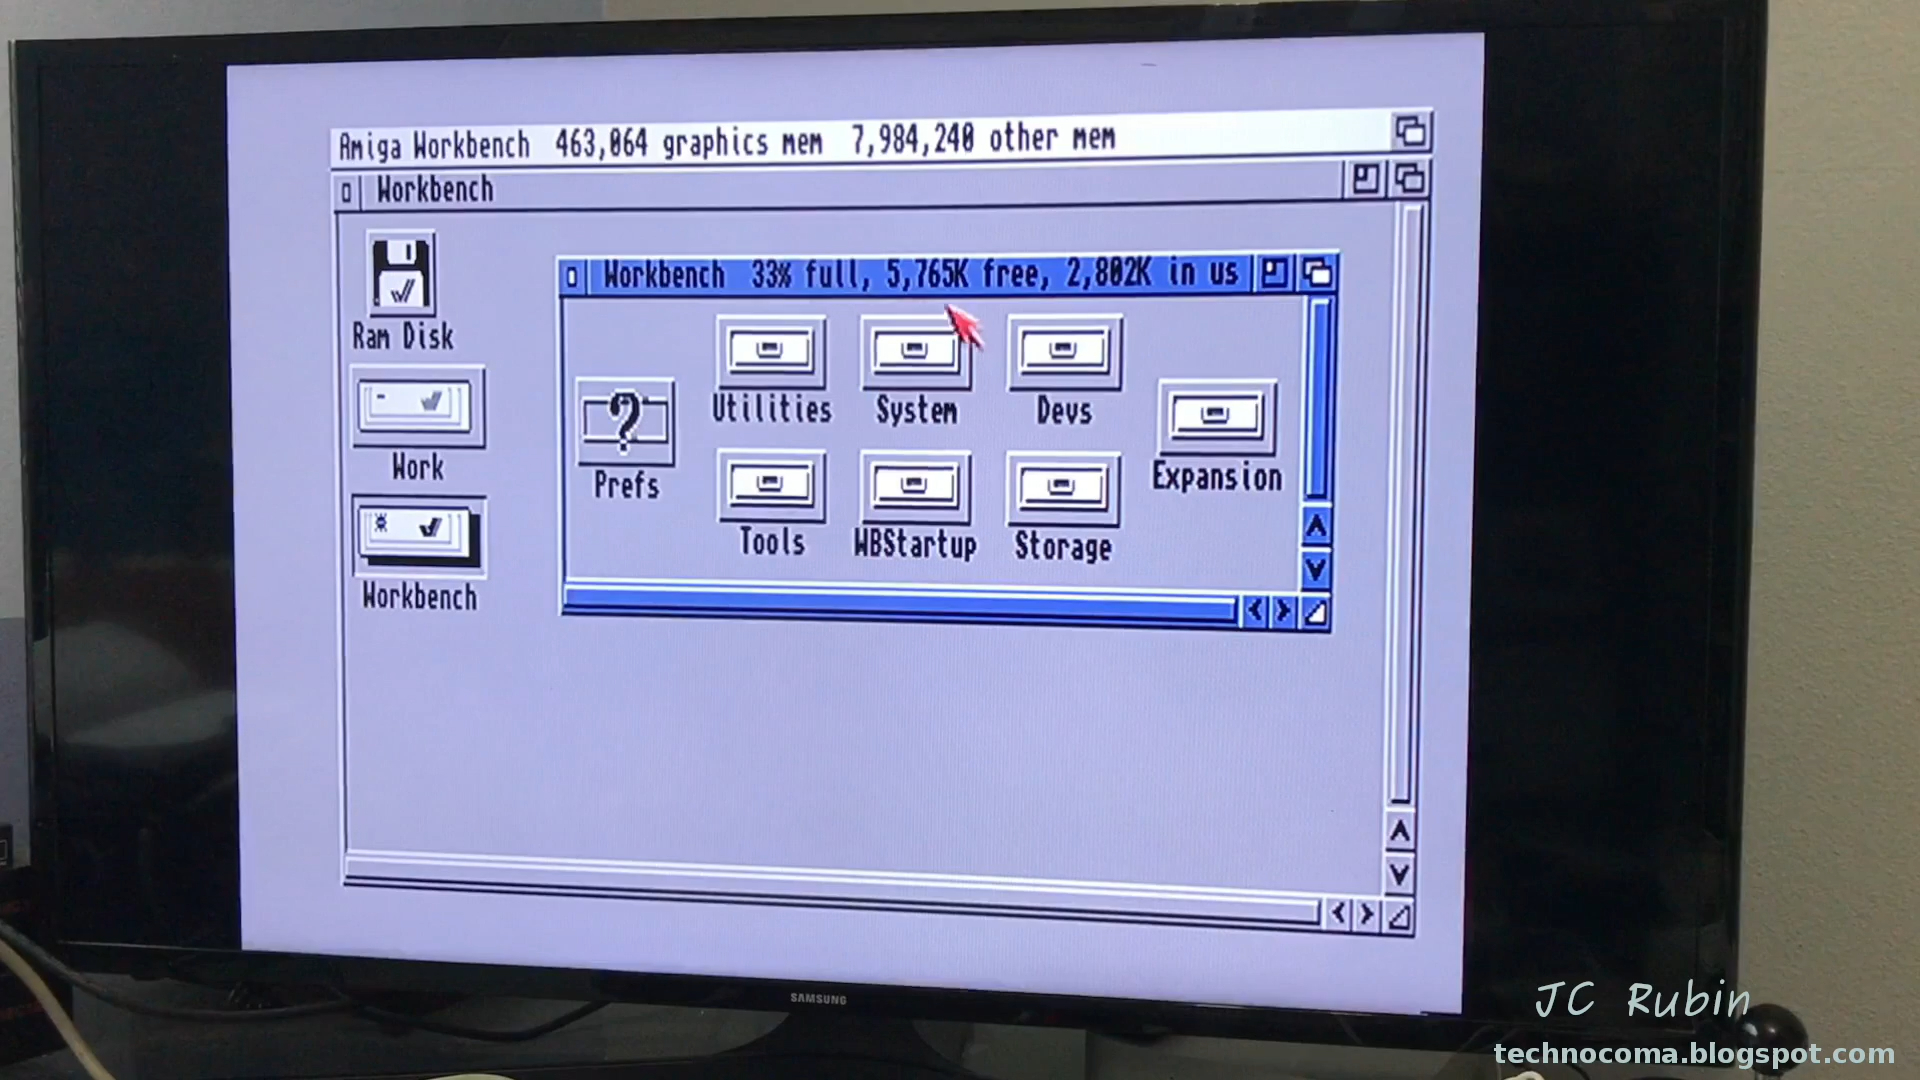 Amiga Workbench 463,064 graphics mem 7,984,240 other mem
Workbench
Workbench 33% full, 5,765K free, 2,802K in us
Ram Disk
Work
Workbench
Prefs
Utilities
System
Devs
Expansion
Tools
WBStartup
Storage
SAMSUNG
JC Rubin
technocoma.blogspot.com